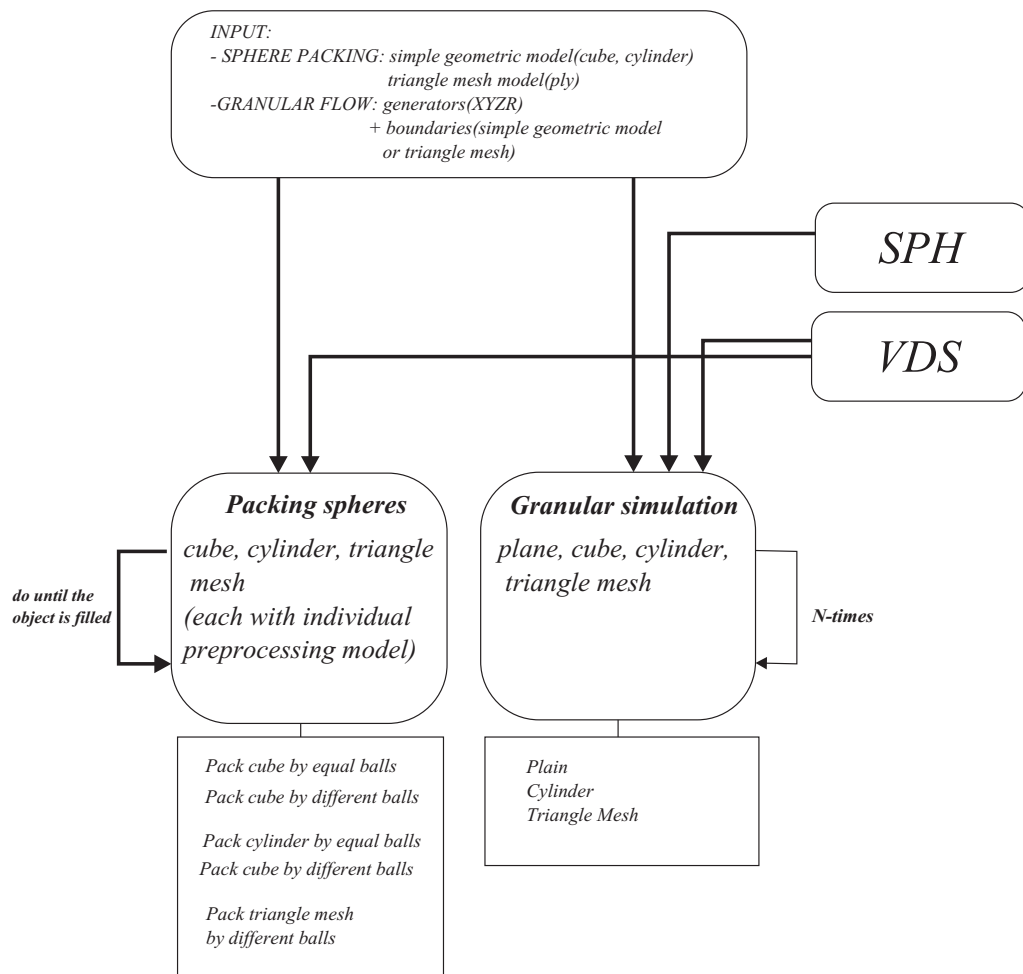 INPUT:
- SPHERE PACKING: simple geometric model(cube, cylinder)
triangle mesh model(ply)
-GRANULAR FLOW: generators(XYZR)
+ boundaries(simple geometric model
or triangle mesh)
SPH
VDS
Packing spheres
cube, cylinder, triangle
mesh
(each with individual
preprocessing model)
do until the
object is filled
Granular simulation
plane, cube, cylinder,
triangle mesh
N-times
Pack cube by equal balls
Pack cube by different balls
Pack cylinder by equal balls
Pack cube by different balls
Pack triangle mesh
by different balls
Plain
Cylinder
Triangle Mesh